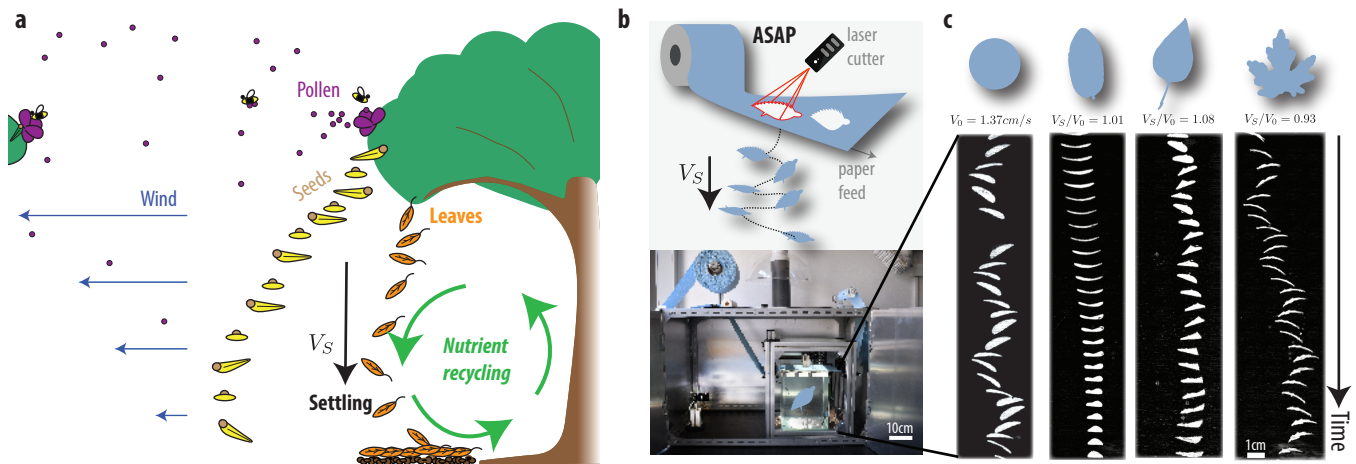 a
Pollen
Seeds
Wind
Leaves
V_S
Settling
Nutrient
recycling
b
ASAP
laser
cutter
V_S
paper
feed
10cm
c
V_0 = 1.37cm/s
V_S/V_0 = 1.01
V_S/V_0 = 1.08
V_S/V_0 = 0.93
Time
1cm